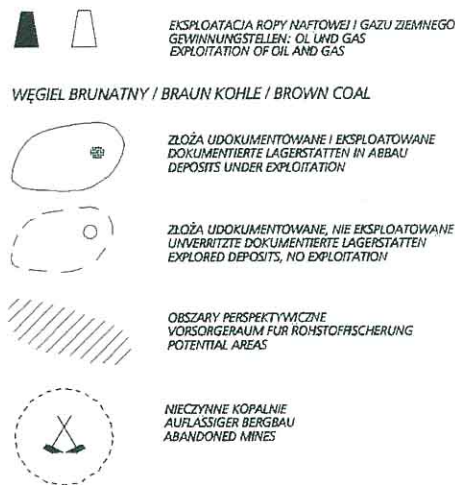 EKSPLOATACJA ROPY NAFTOWEJ I GAZU ZIEMNEGO
GEWINNUNGSTELLEN: OL UND GAS
EXPLOITATION OF OIL AND GAS
WĘGIEL BRUNATNY / BRAUN KOHLE / BROWN COAL
ZŁOŻA UDOKUMENTOWANE I EKSPLOATOWANE
DOKUMENTIERTE LAGERSTATTEN IN ABBAU
DEPOSITS UNDER EXPLOITATION
ZŁOŻA UDOKUMENTOWANE, NIE EKSPLOATOWANE
UNVERRITZTE DOKUMENTIERTE LAGERSTATTEN
EXPLORED DEPOSITS, NO EXPLOITATION
OBSZARY PERSPEKTYWICZNE
VORSORGERAUM FUR ROHSTOFFISCHERUNG
POTENTIAL AREAS
NIECZYNNE KOPALNIE
AUFLASSIGER BERGBAU
ABANDONED MINES